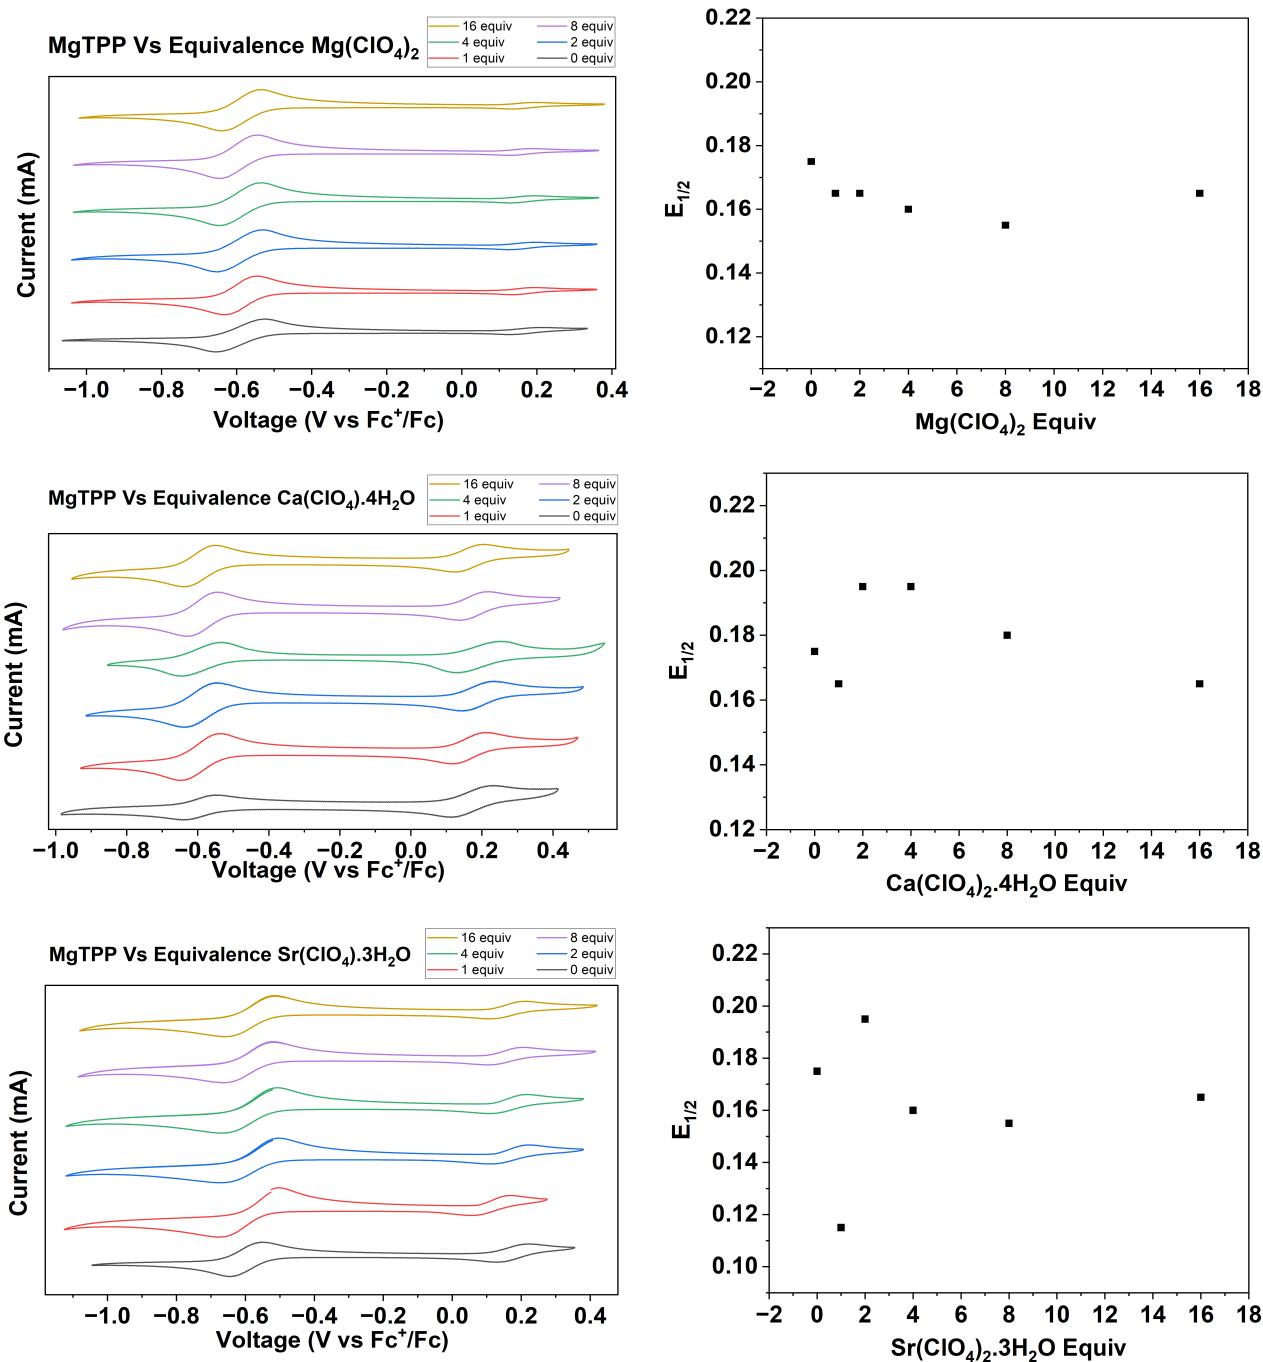 MgTPP Vs Equivalence Mg(ClO₄)₂
16 equiv 8 equiv
4 equiv 2 equiv
1 equiv 0 equiv
Current (mA)
−1.0 −0.8 −0.6 −0.4 −0.2 0.0 0.2 0.4
Voltage (V vs Fc⁺/Fc)
0.22
0.20
0.18
0.16
0.14
0.12
E₁/₂
−2 0 2 4 6 8 10 12 14 16 18
Mg(ClO₄)₂ Equiv
MgTPP Vs Equivalence Ca(ClO₄).4H₂O
16 equiv 8 equiv
4 equiv 2 equiv
1 equiv 0 equiv
Current (mA)
−1.0 −0.8 −0.6 −0.4 −0.2 0.0 0.2 0.4
Voltage (V vs Fc⁺/Fc)
0.22
0.20
0.18
0.16
0.14
0.12
E₁/₂
−2 0 2 4 6 8 10 12 14 16 18
Ca(ClO₄)₂.4H₂O Equiv
MgTPP Vs Equivalence Sr(ClO₄).3H₂O
16 equiv 8 equiv
4 equiv 2 equiv
1 equiv 0 equiv
Current (mA)
−1.0 −0.8 −0.6 −0.4 −0.2 0.0 0.2 0.4
Voltage (V vs Fc⁺/Fc)
0.22
0.20
0.18
0.16
0.14
0.12
0.10
E₁/₂
−2 0 2 4 6 8 10 12 14 16 18
Sr(ClO₄)₂.3H₂O Equiv